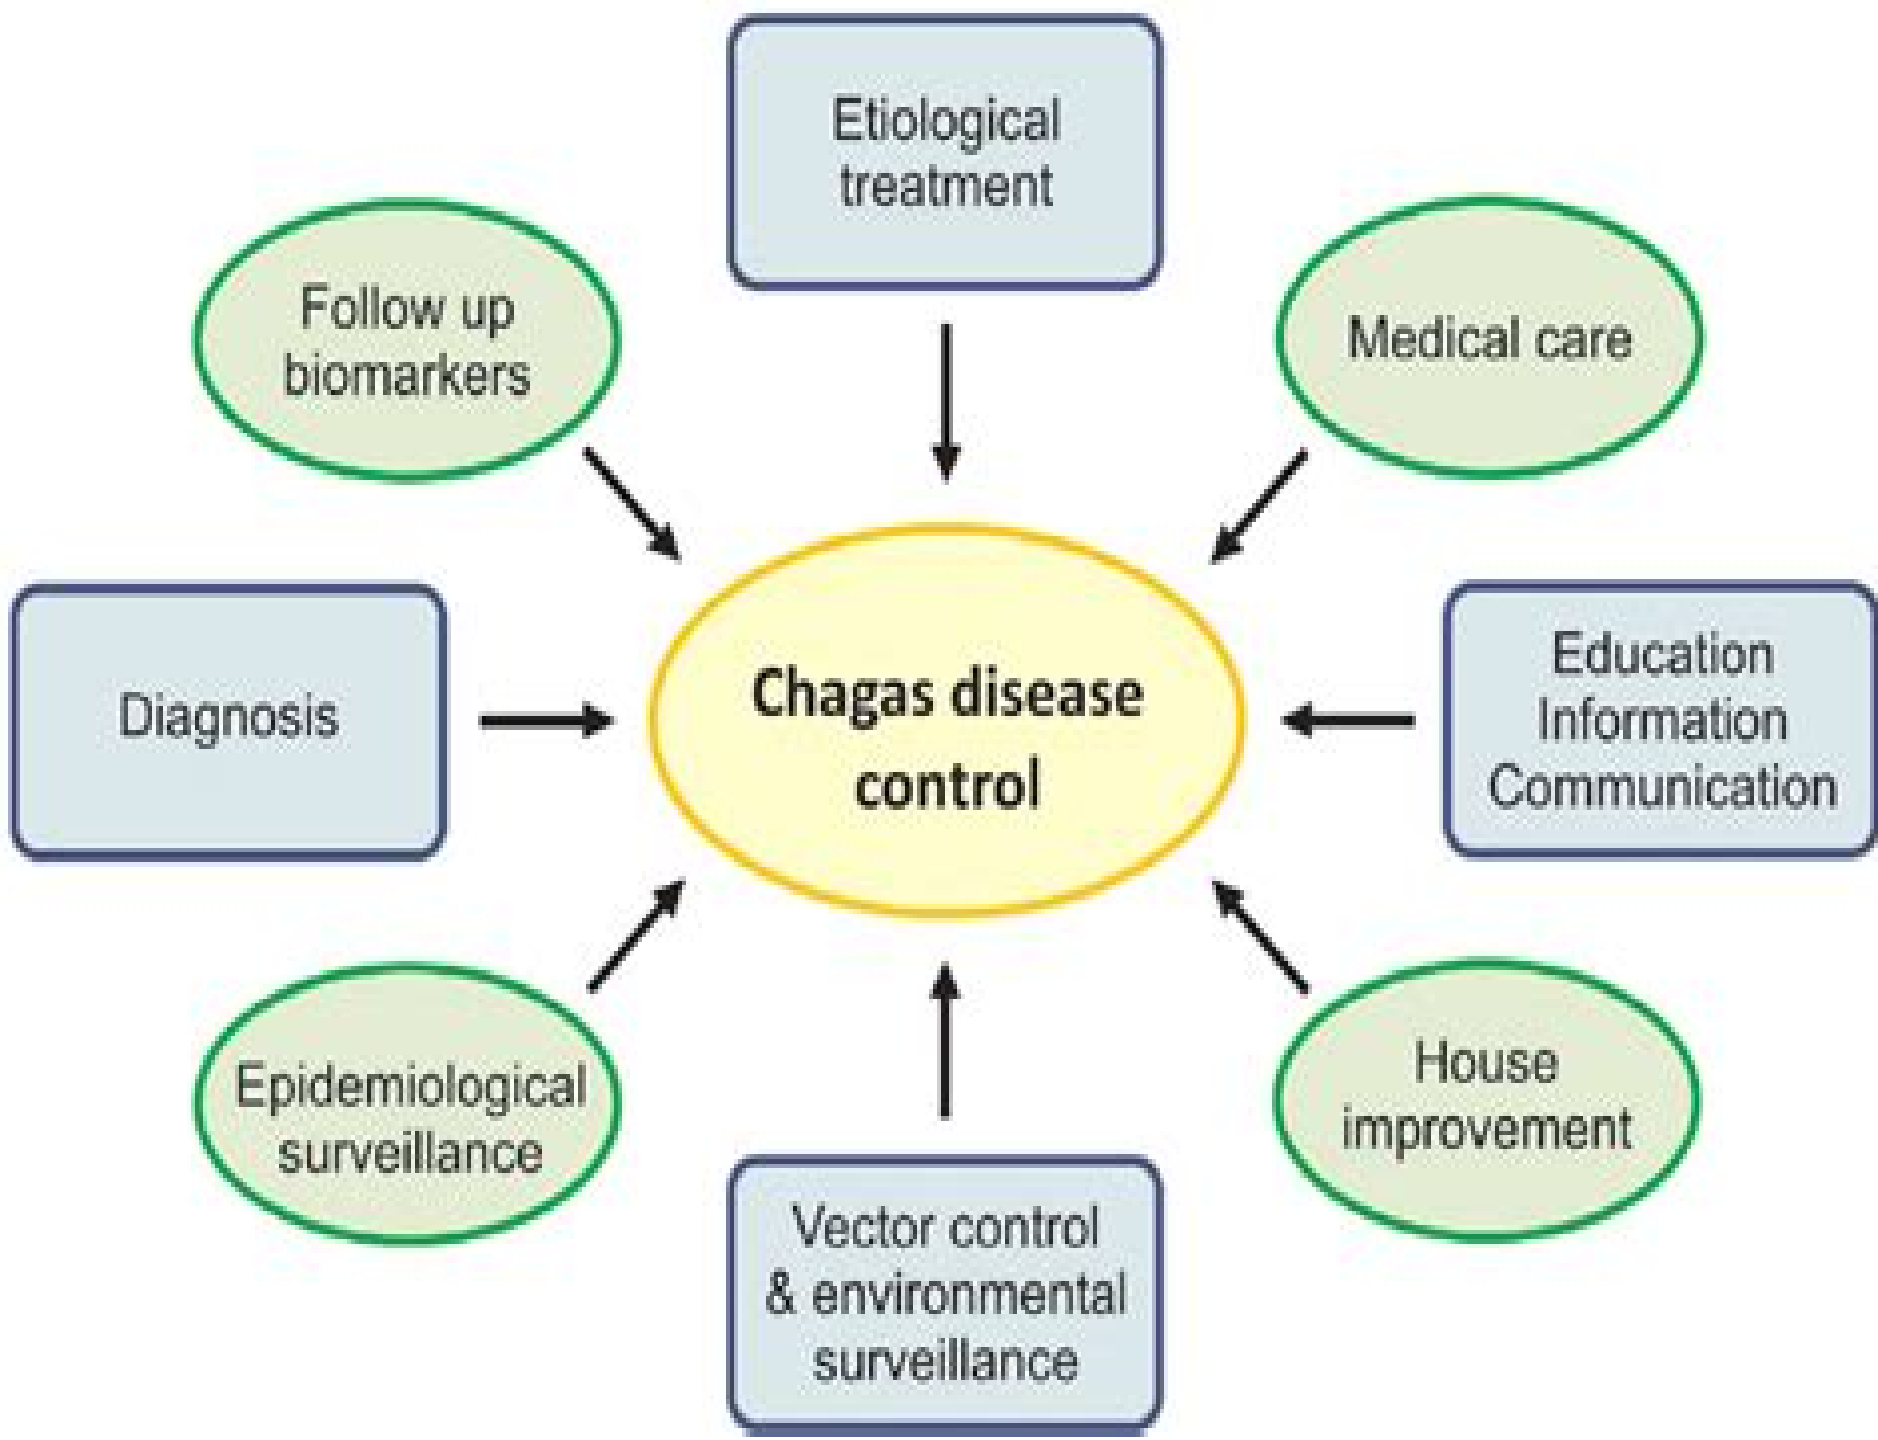 Etiological
treatment
Follow up
biomarkers
Medical care
Diagnosis
Chagas disease
control
Education
Information
Communication
Epidemiological
surveillance
House
improvement
Vector control
& environmental
surveillance